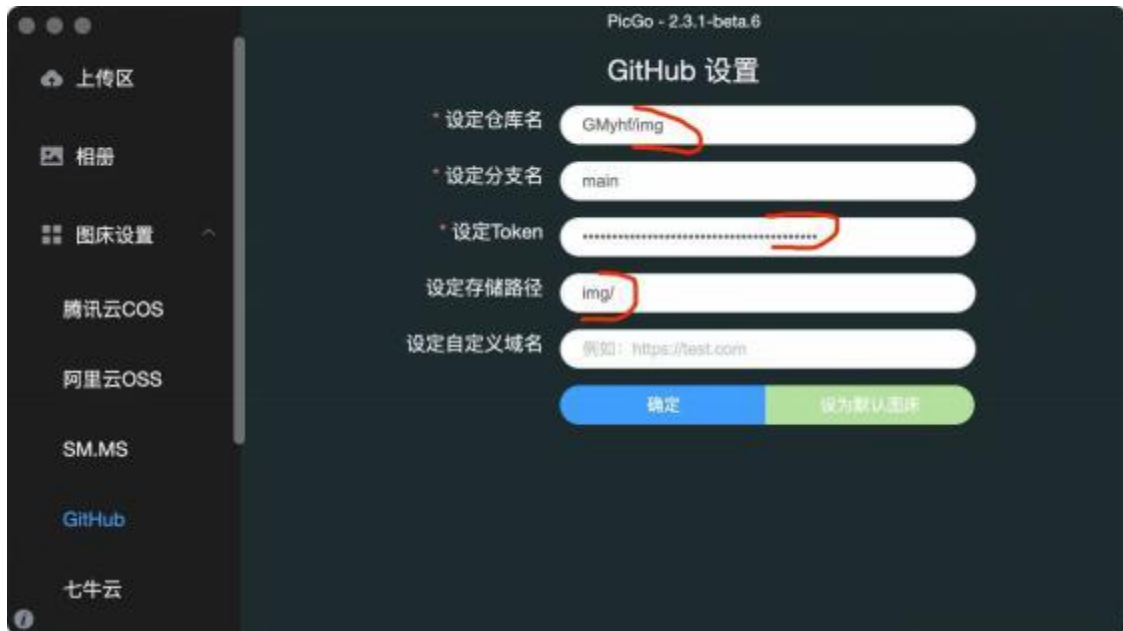 PicGo - 2.3.1-beta.6
上传区
相册
图床设置
腾讯云COS
阿里云OSS
SM.MS
GitHub
七牛云
GitHub 设置
* 设定仓库名 GMyhf/img
* 设定分支名 main
* 设定Token ••••••••••••••••••••••••••••••••••••••••
设定存储路径 img/
设定自定义域名 例如：https://test.com
确定 设为默认图床